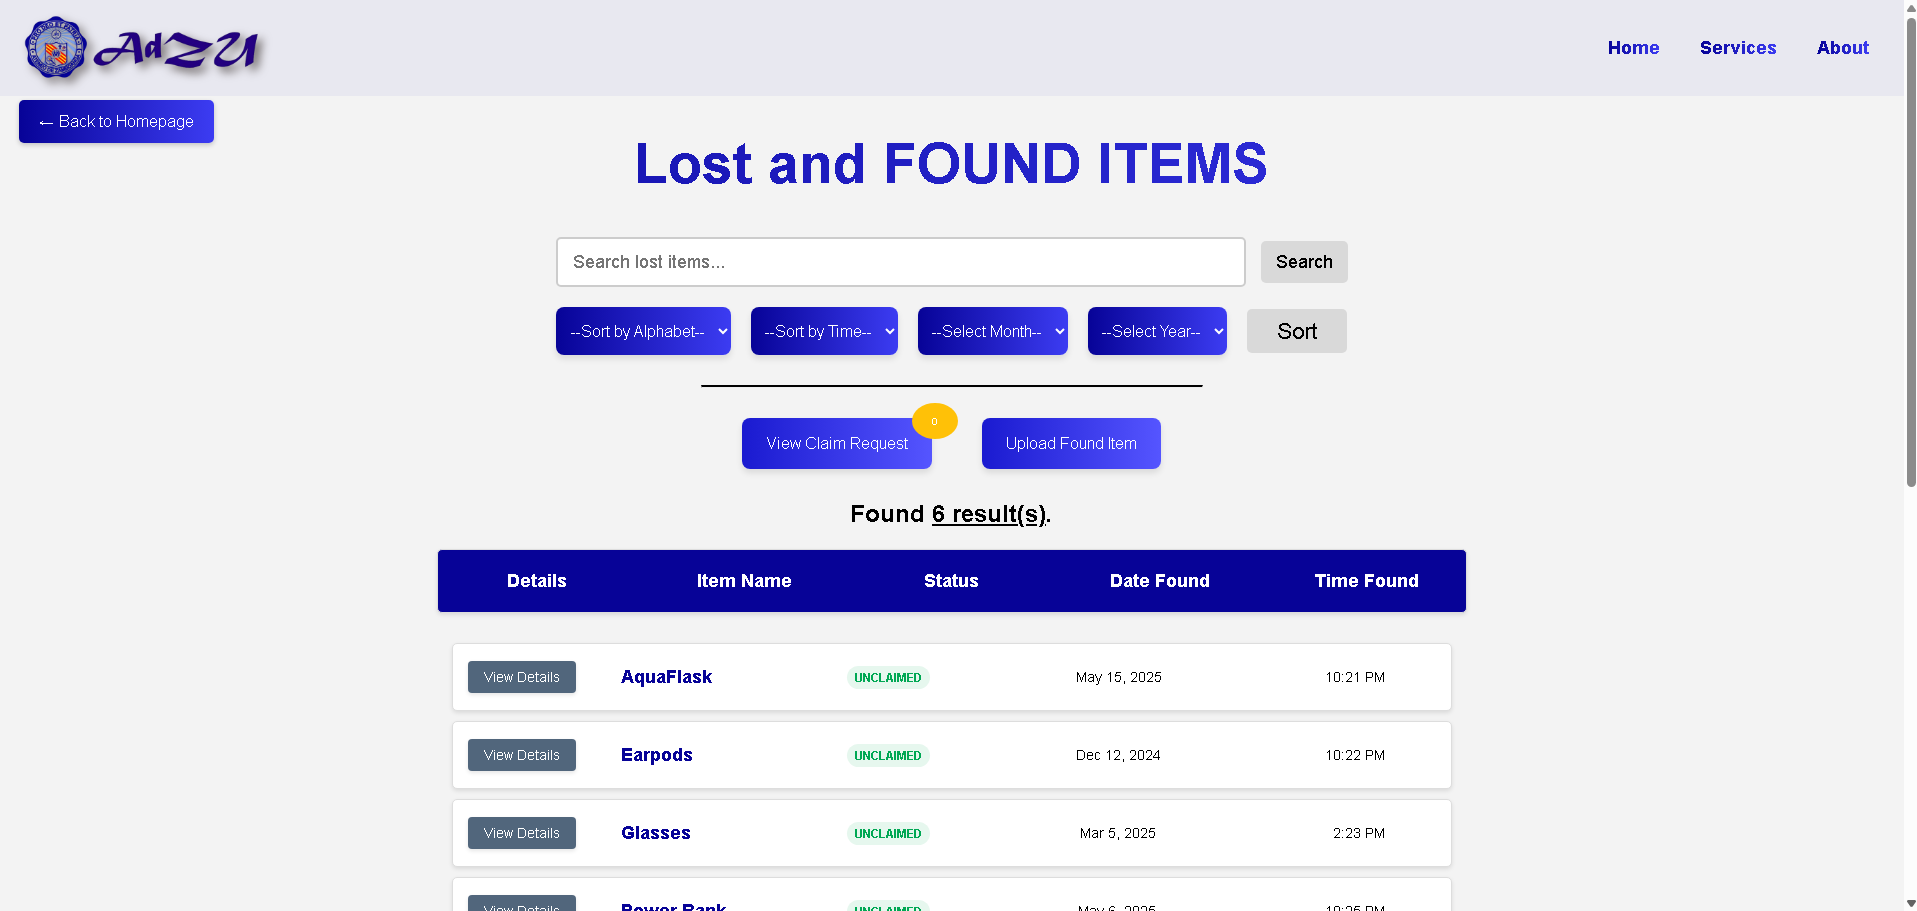 AdZU
Home Services About
← Back to Homepage
Lost and FOUND ITEMS
Search lost items...
Search
--Sort by Alphabet-- --Sort by Time-- --Select Month-- --Select Year-- Sort
0
View Claim Request Upload Found Item
Found 6 result(s).
Details Item Name Status Date Found Time Found
View Details AquaFlask UNCLAIMED May 15, 2025 10:21 PM
View Details Earpods UNCLAIMED Dec 12, 2024 10:22 PM
View Details Glasses UNCLAIMED Mar 5, 2025 2:23 PM
View Details Power Bank UNCLAIMED May 6, 2025 10:25 PM